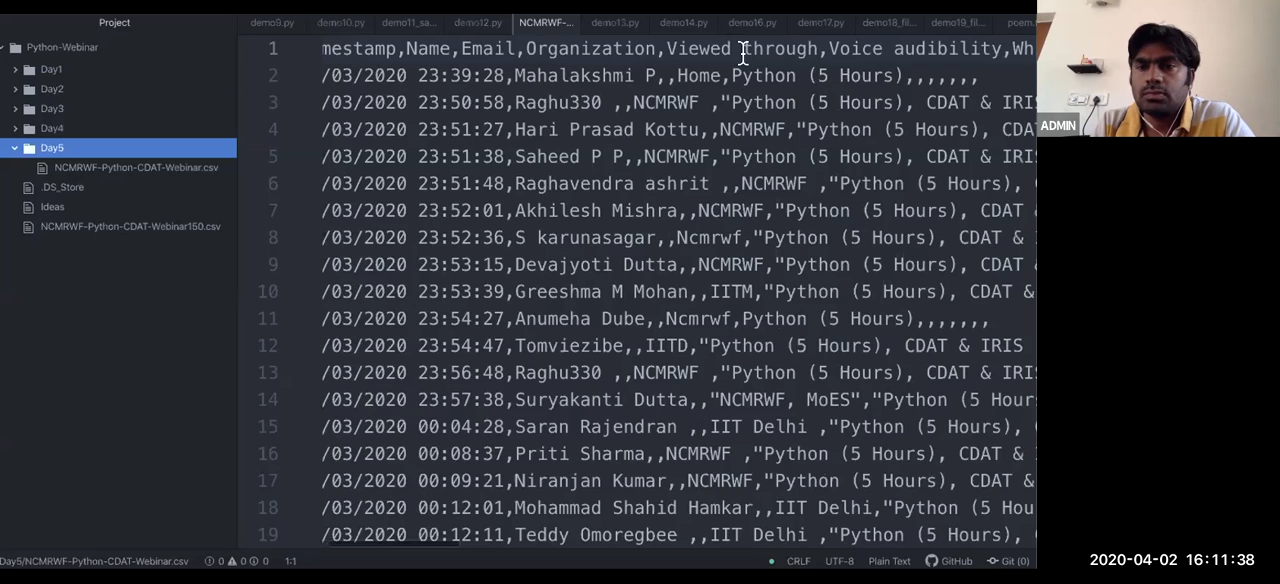 Project
demo9.py demo10.py demo11_sa... demo12.py NCMRWF-... demo13.py demo14.py demo16.py demo17.py demo18_fil... demo19_fil... poem.
Python-Webinar
Day1
Day2
Day3
Day4
Day5
NCMRWF-Python-CDAT-Webinar.csv
.DS_Store
Ideas
NCMRWF-Python-CDAT-Webinar150.csv
1 mestamp,Name,Email,Organization,Viewed through,Voice audibility,Wh
2 /03/2020 23:39:28,Mahalakshmi P,,Home,Python (5 Hours),,,,,,,
3 /03/2020 23:50:58,Raghu330 ,,NCMRWF ,"Python (5 Hours), CDAT & IRIS
4 /03/2020 23:51:27,Hari Prasad Kottu,,NCMRWF,"Python (5 Hours), CDA
5 /03/2020 23:51:38,Saheed P P,,NCMRWF,"Python (5 Hours), CDAT & IRIS
6 /03/2020 23:51:48,Raghavendra ashrit ,,NCMRWF ,"Python (5 Hours),
7 /03/2020 23:52:01,Akhilesh Mishra,,NCMRWF,"Python (5 Hours), CDAT
8 /03/2020 23:52:36,S karunasagar,,Ncmrwf,"Python (5 Hours), CDAT & I
9 /03/2020 23:53:15,Devajyoti Dutta,,NCMRWF,"Python (5 Hours), CDAT
10 /03/2020 23:53:39,Greeshma M Mohan,,IITM,"Python (5 Hours), CDAT &
11 /03/2020 23:54:27,Anumeha Dube,,Ncmrwf,Python (5 Hours),,,,,,,
12 /03/2020 23:54:47,Tomviezibe,,IITD,"Python (5 Hours), CDAT & IRIS
13 /03/2020 23:56:48,Raghu330 ,,NCMRWF ,"Python (5 Hours), CDAT & IRIS
14 /03/2020 23:57:38,Suryakanti Dutta,,"NCMRWF, MoES","Python (5 Hour
15 /03/2020 00:04:28,Saran Rajendran ,,IIT Delhi ,"Python (5 Hours),
16 /03/2020 00:08:37,Priti Sharma,,NCMRWF ,"Python (5 Hours), CDAT &
17 /03/2020 00:09:21,Niranjan Kumar,,NCMRWF,"Python (5 Hours), CDAT &
18 /03/2020 00:12:01,Mohammad Shahid Hamkar,,IIT Delhi,"Python (5 Hou
19 /03/2020 00:12:11,Teddy Omoregbee ,,IIT Delhi ,"Python (5 Hours),
ADMIN
Day5/NCMRWF-Python-CDAT-Webinar.csv 0 0 0 1:1 CRLF UTF-8 Plain Text GitHub Git (0)
2020-04-02 16:11:38